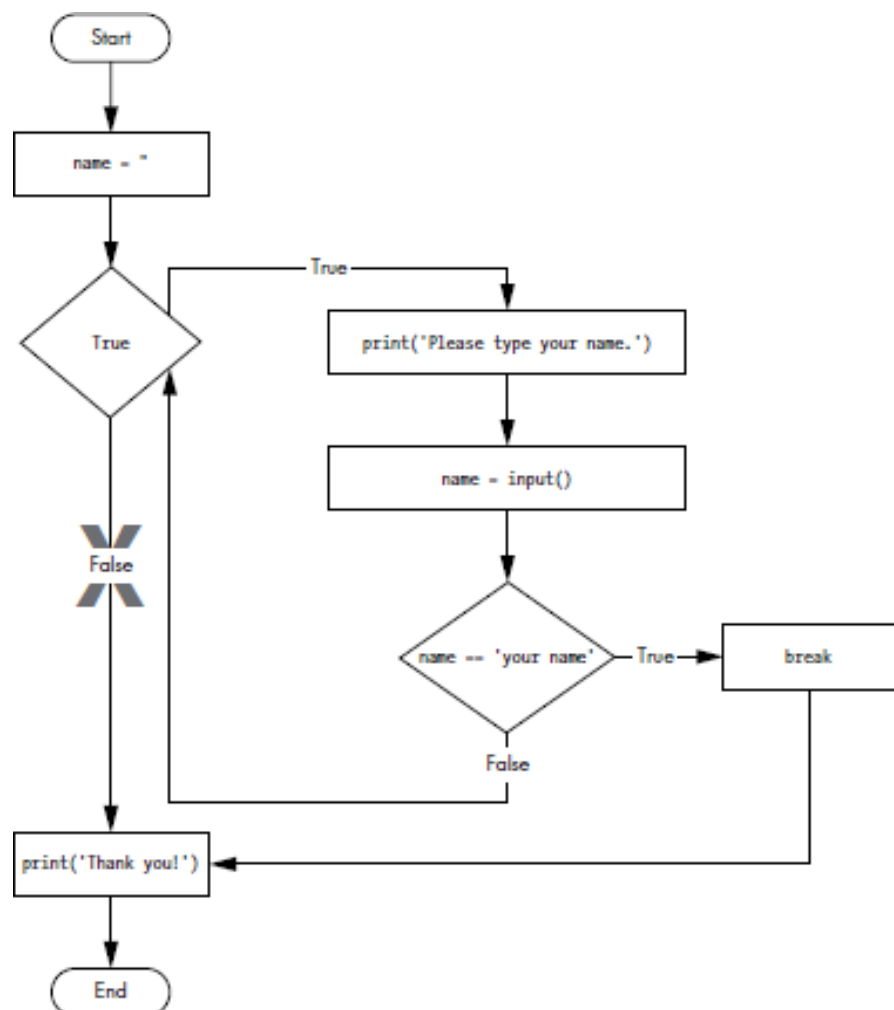 Start
name = ''
True
True
print('Please type your name.')
name = input()
False
name == 'your name'
True
break
False
print('Thank you!')
End